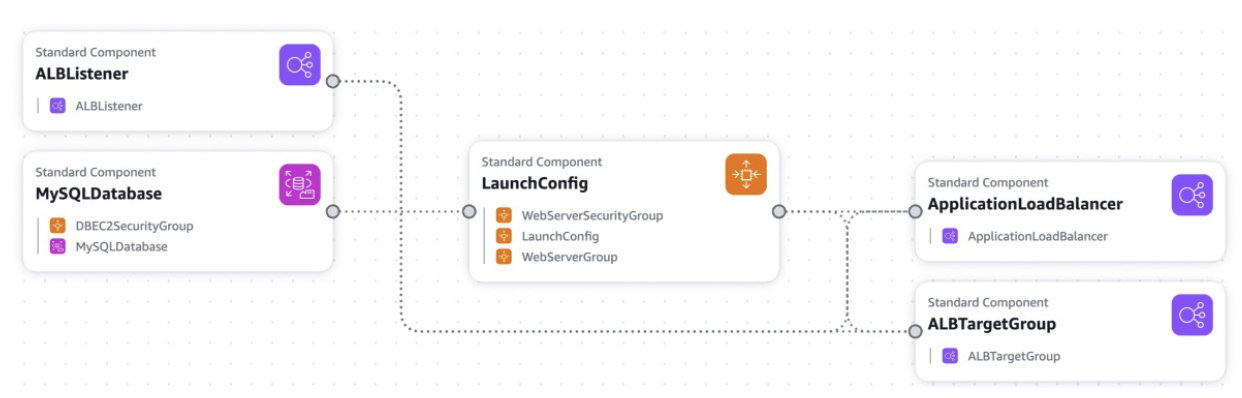 Standard Component
ALBListener
ALBListener
Standard Component
MySQLDatabase
DBEC2SecurityGroup
MySQLDatabase
Standard Component
LaunchConfig
WebServerSecurityGroup
LaunchConfig
WebServerGroup
Standard Component
ApplicationLoadBalancer
ApplicationLoadBalancer
Standard Component
ALBTargetGroup
ALBTargetGroup